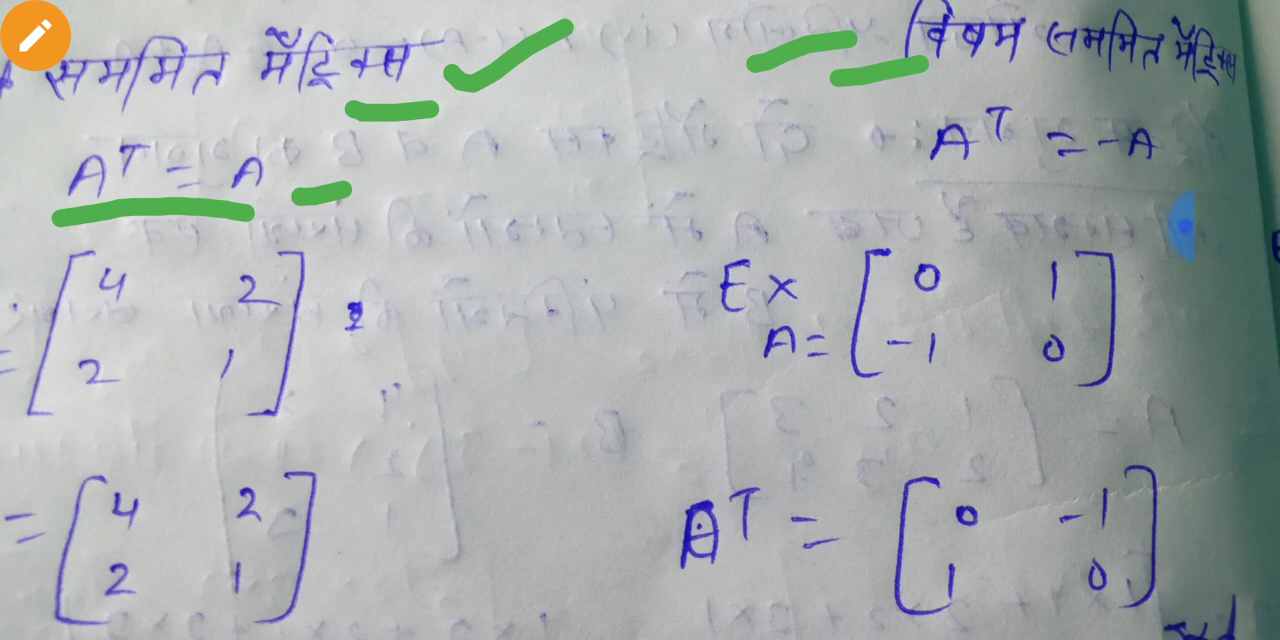 सममित मैट्रिक्स
Aᵀ = A
= [ 4 2
2 1 ]
= [ 4 2
2 1 ]
विषम सममित मैट्रिक्स
Aᵀ = -A
Ex
A = [ 0 1
-1 0 ]
Aᵀ = [ 0 -1
1 0 ]